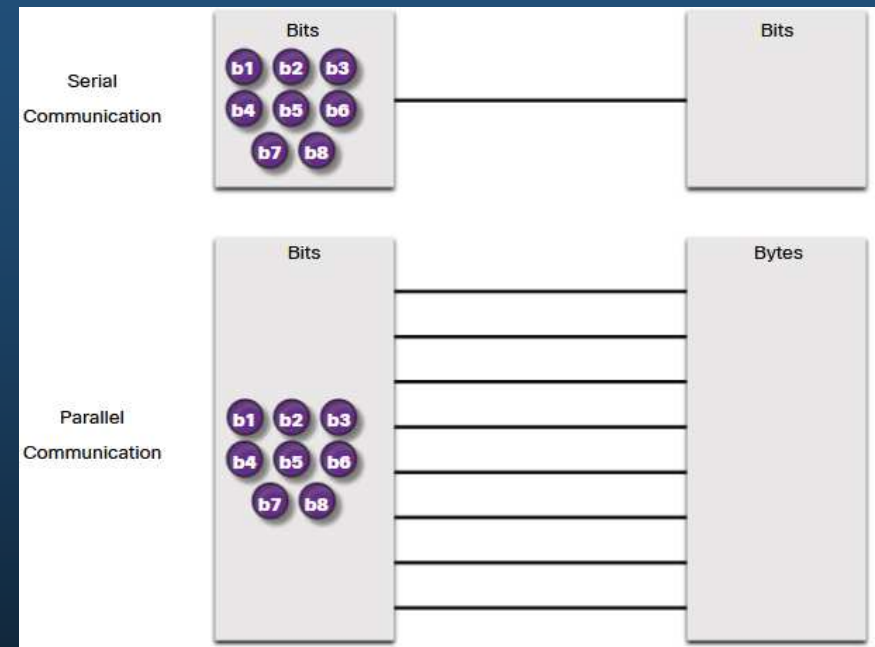 Serial
Communication
Bits
b1 b2 b3
b4 b5 b6
b7 b8
Bits
Parallel
Communication
Bits
b1 b2 b3
b4 b5 b6
b7 b8
Bytes